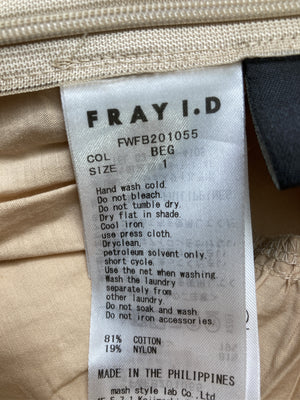 FRAY I.D
FWFB201055
COL BEG
SIZE 1
Hand wash cold.
Do not bleach.
Do not tumble dry.
Dry flat in shade.
Cool iron.
use press cloth.
Dryclean.
petroleum solvent only.
short cycle.
Use the net when washing.
Wash the laundry
separately from
other laundry.
Do not soak and wash
Do not iron accessories.
81% COTTON
19% NYLON
MADE IN THE PHILIPPINES
mash style lab Co., Ltd